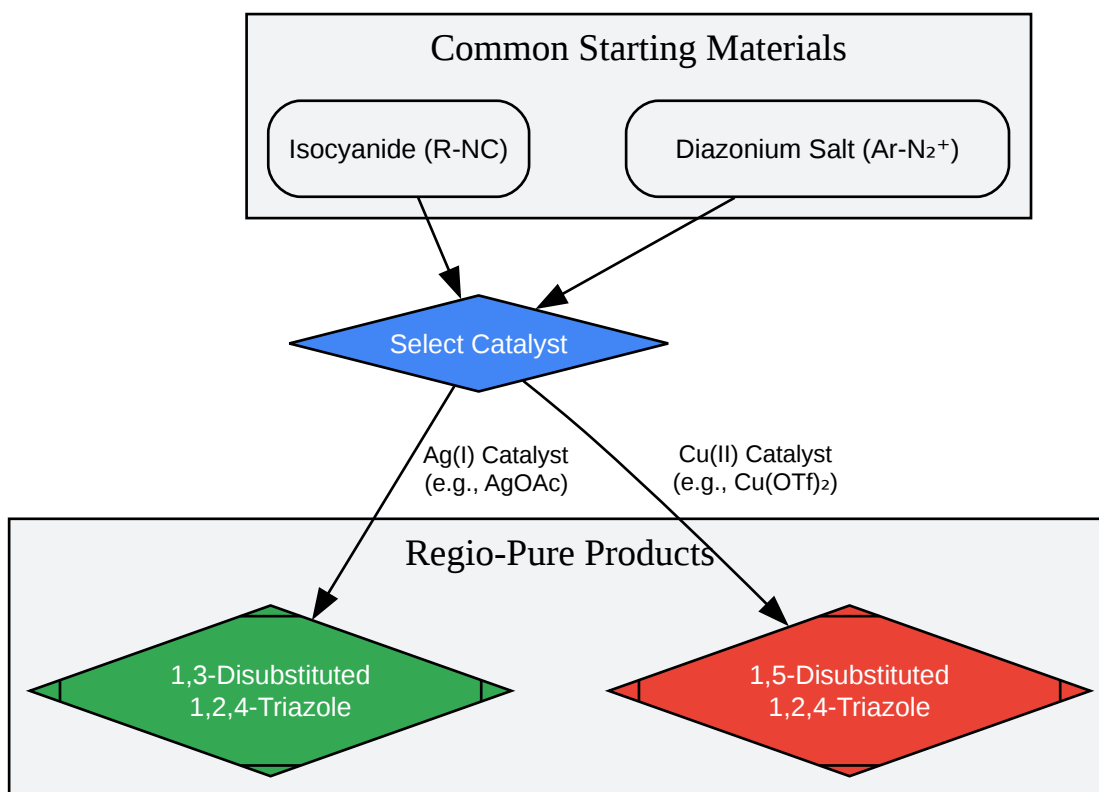 Common Starting Materials
Isocyanide (R-NC)
Diazonium Salt (Ar-N₂⁺)
Select Catalyst
Ag(I) Catalyst
(e.g., AgOAc)
Cu(II) Catalyst
(e.g., Cu(OTf)₂)
Regio-Pure Products
1,3-Disubstituted
1,2,4-Triazole
1,5-Disubstituted
1,2,4-Triazole